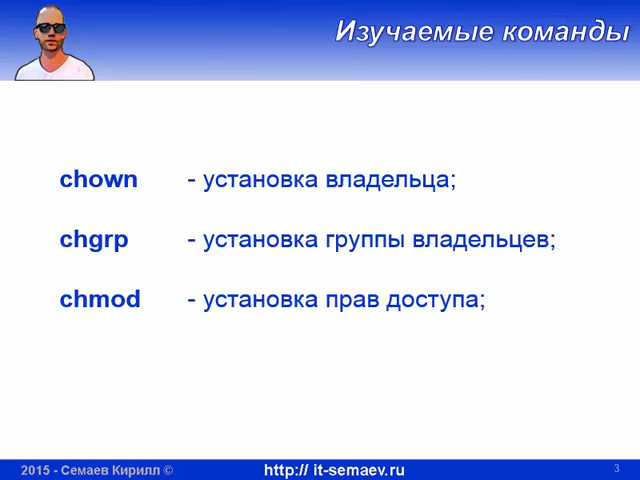 Изучаемые команды
chown - установка владельца;
chgrp - установка группы владельцев;
chmod - установка прав доступа;
2015 - Семаев Кирилл © http:// it-semaev.ru 3